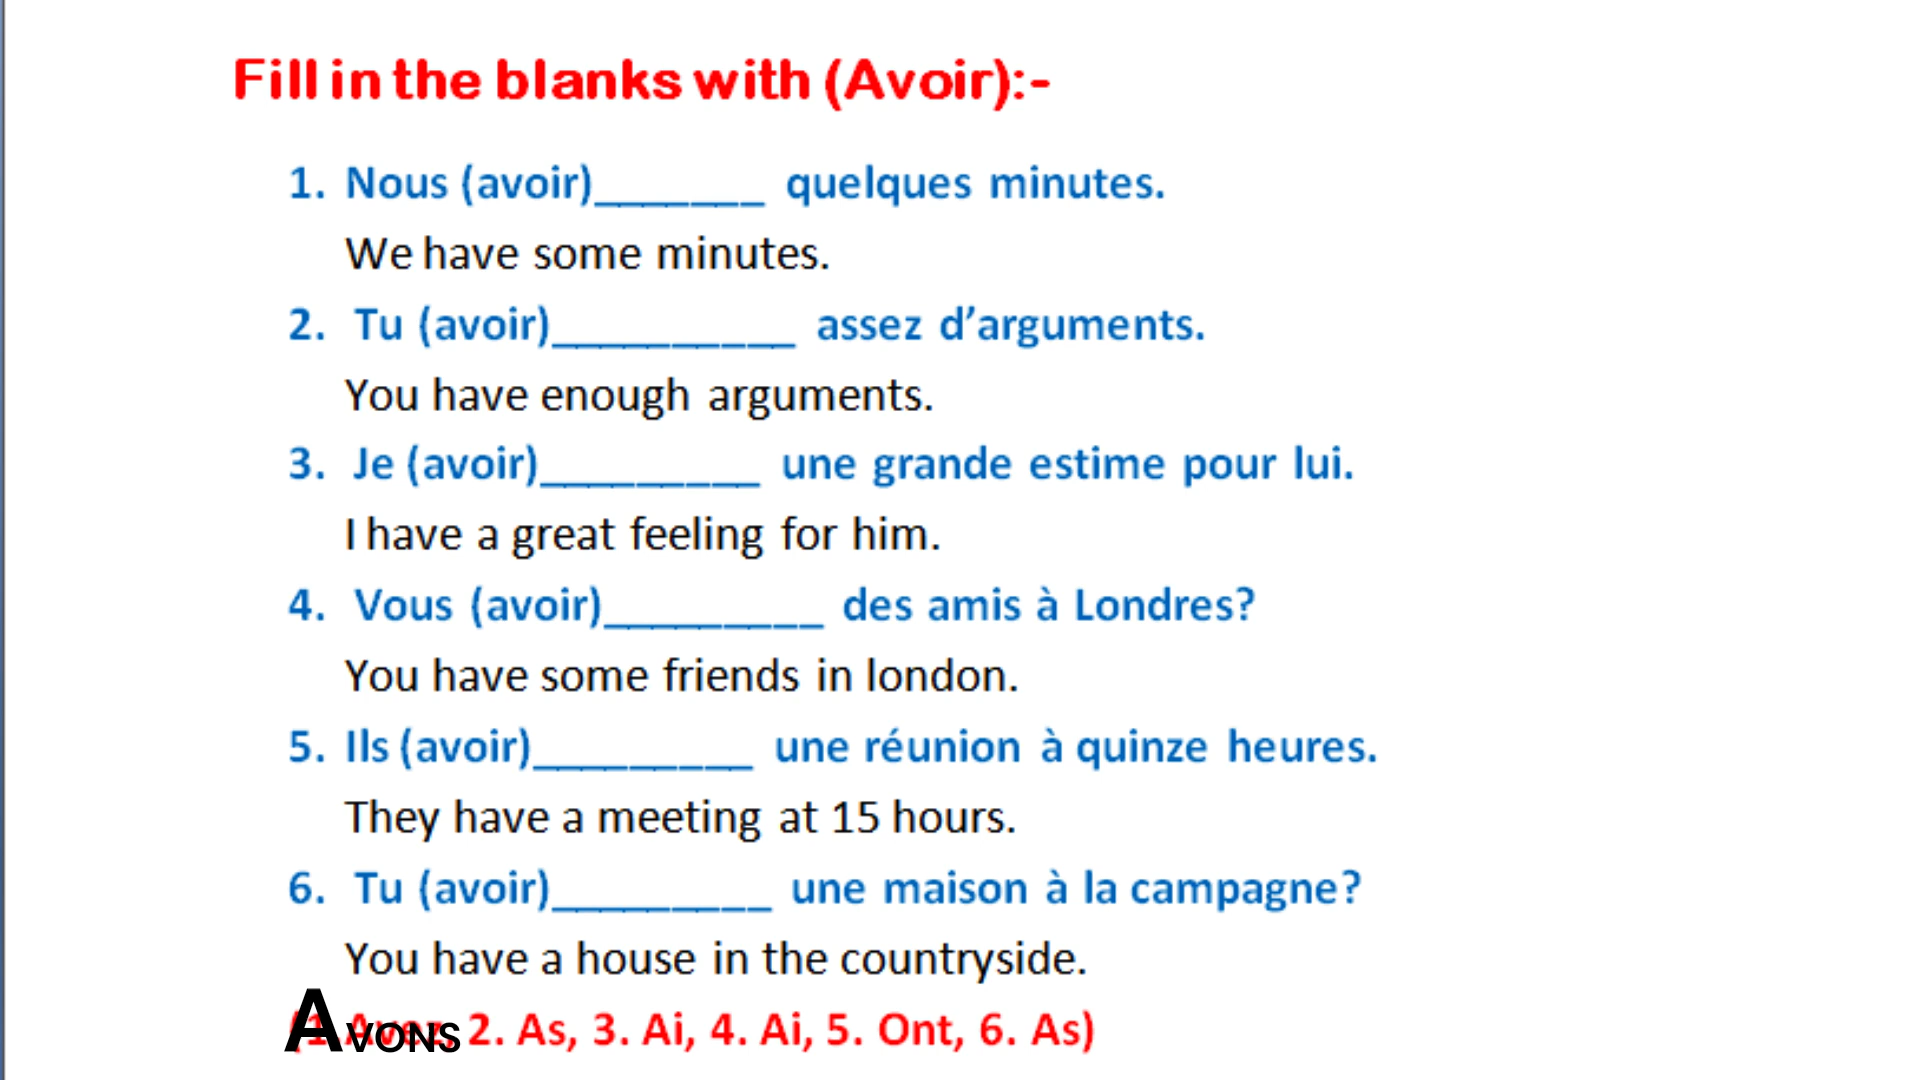 Fill in the blanks with (Avoir):-
1. Nous (avoir)_______ quelques minutes.
We have some minutes.
2. Tu (avoir)__________ assez d’arguments.
You have enough arguments.
3. Je (avoir)_________ une grande estime pour lui.
I have a great feeling for him.
4. Vous (avoir)_________ des amis à Londres?
You have some friends in london.
5. Ils (avoir)_________ une réunion à quinze heures.
They have a meeting at 15 hours.
6. Tu (avoir)_________ une maison à la campagne?
You have a house in the countryside.
(1. Avez, 2. As, 3. Ai, 4. Ai, 5. Ont, 6. As)
AVONS